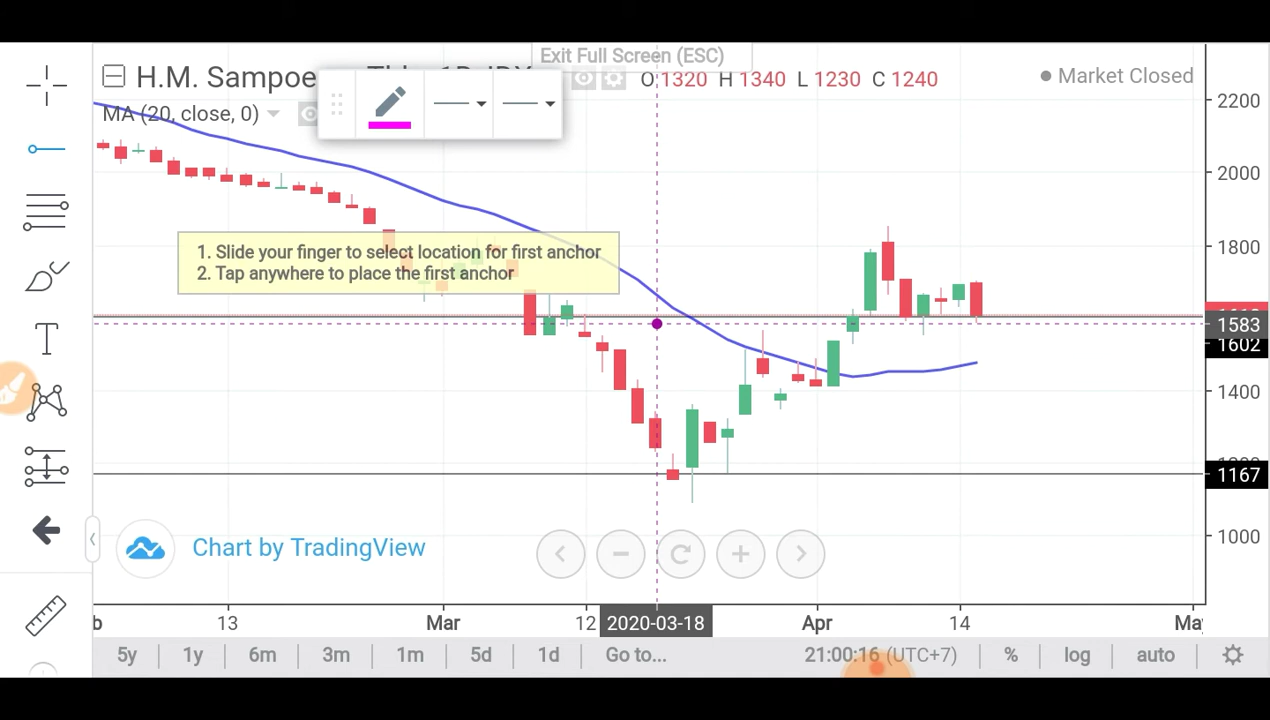 Exit Full Screen (ESC)
H.M. Sampoe
O 1320 H 1340 L 1230 C 1240
Market Closed
MA (20, close, 0)
2200
2000
1800
1583
1602
1400
1167
1000
1. Slide your finger to select location for first anchor
2. Tap anywhere to place the first anchor
T
Chart by TradingView
b 13 Mar 12 2020-03-18 Apr 14 Ma
5y 1y 6m 3m 1m 5d 1d Go to... 21:00:16 (UTC+7) % log auto